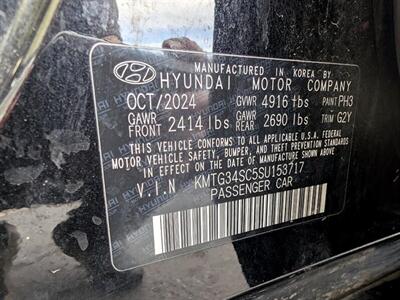 MANUFACTURED IN KOREA BY
HYUNDAI MOTOR COMPANY
OCT/2024 GVWR 4916 lbs PAINT PH3
GAWR FRONT 2414 lbs GAWR REAR 2690 lbs TRIM G2Y
THIS VEHICLE CONFORMS TO ALL APPLICABLE U.S.A. FEDERAL
MOTOR VEHICLE SAFETY, BUMPER, AND THEFT PREVENTION
STANDARDS IN EFFECT ON THE DATE OF MANUFACTURE SHOWN ABOVE.
V.I.N KMTG34SC5SU153717
PASSENGER CAR